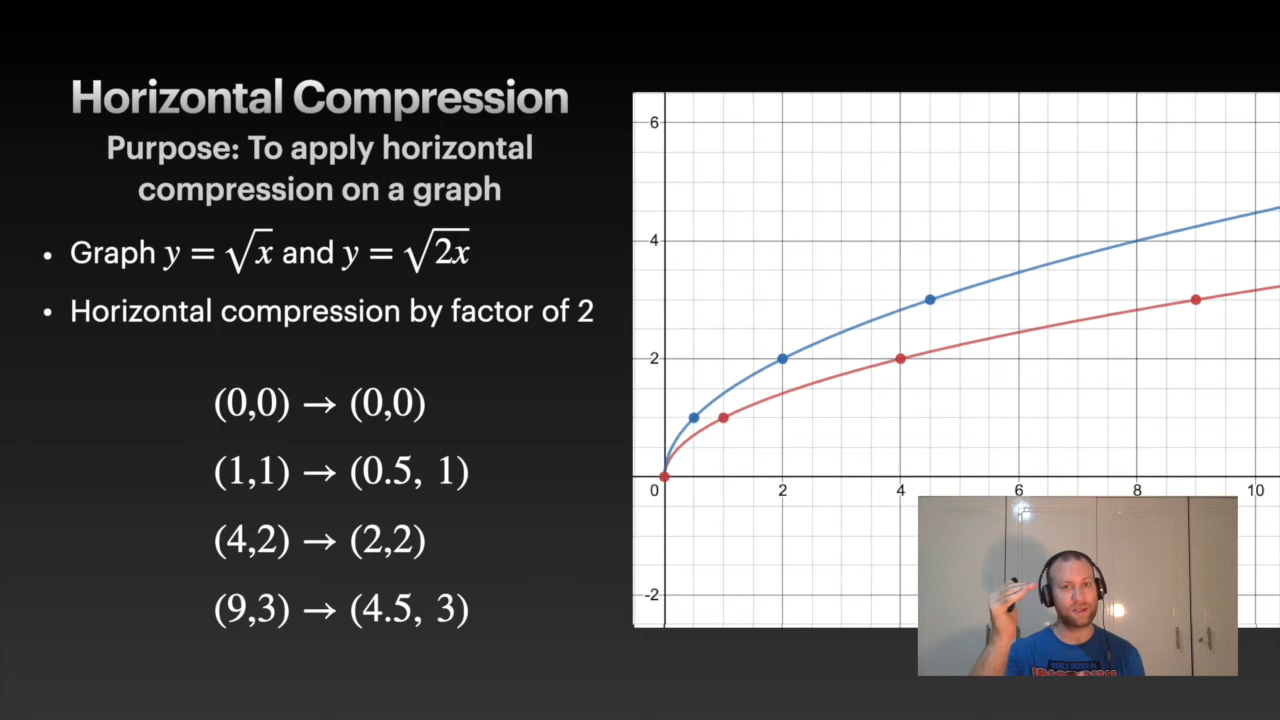 Horizontal Compression
Purpose: To apply horizontal
compression on a graph
• Graph y = √x and y = √2x
• Horizontal compression by factor of 2
(0,0) → (0,0)
(1,1) → (0.5, 1)
(4,2) → (2,2)
(9,3) → (4.5, 3)
6
4
2
0 2 4 6 8 10
-2